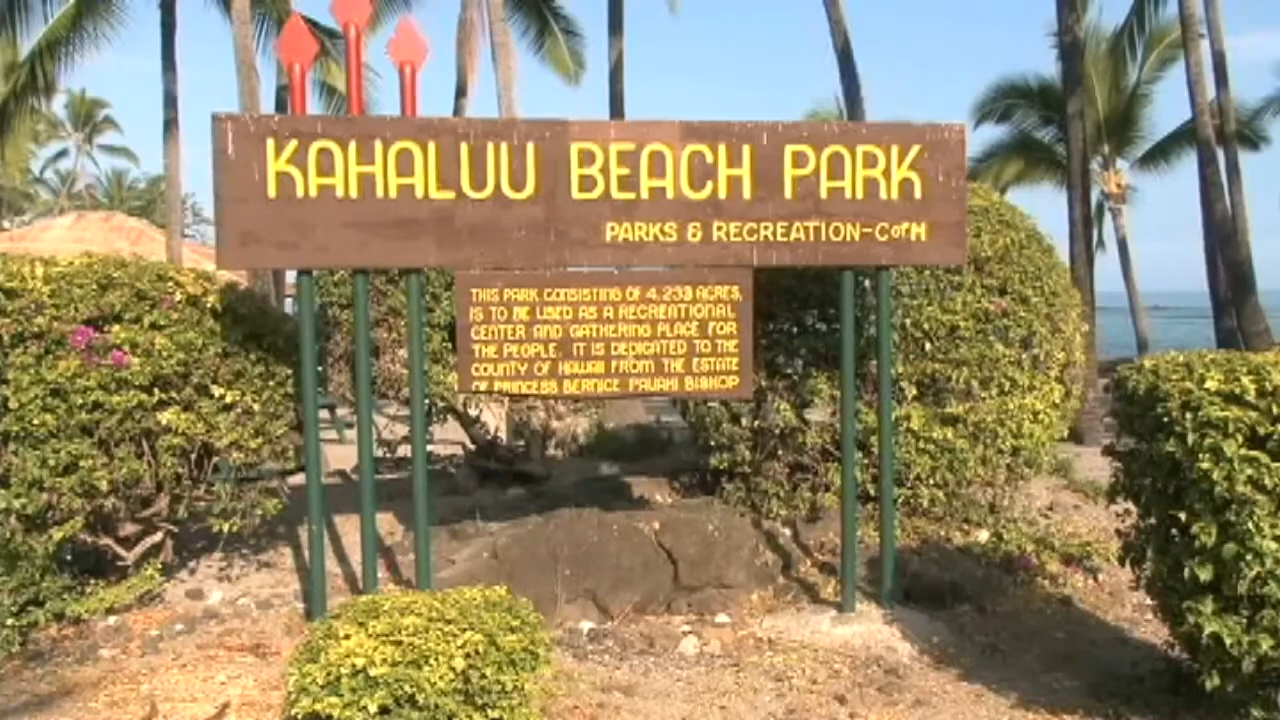 KAHALUU BEACH PARK
PARKS & RECREATION-C of H
THIS PARK CONSISTING OF 4.233 ACRES,
IS TO BE USED AS A RECREATIONAL
CENTER AND GATHERING PLACE FOR
THE PEOPLE. IT IS DEDICATED TO THE
COUNTY OF HAWAII FROM THE ESTATE
OF PRINCESS BERNICE PAUAHI BISHOP